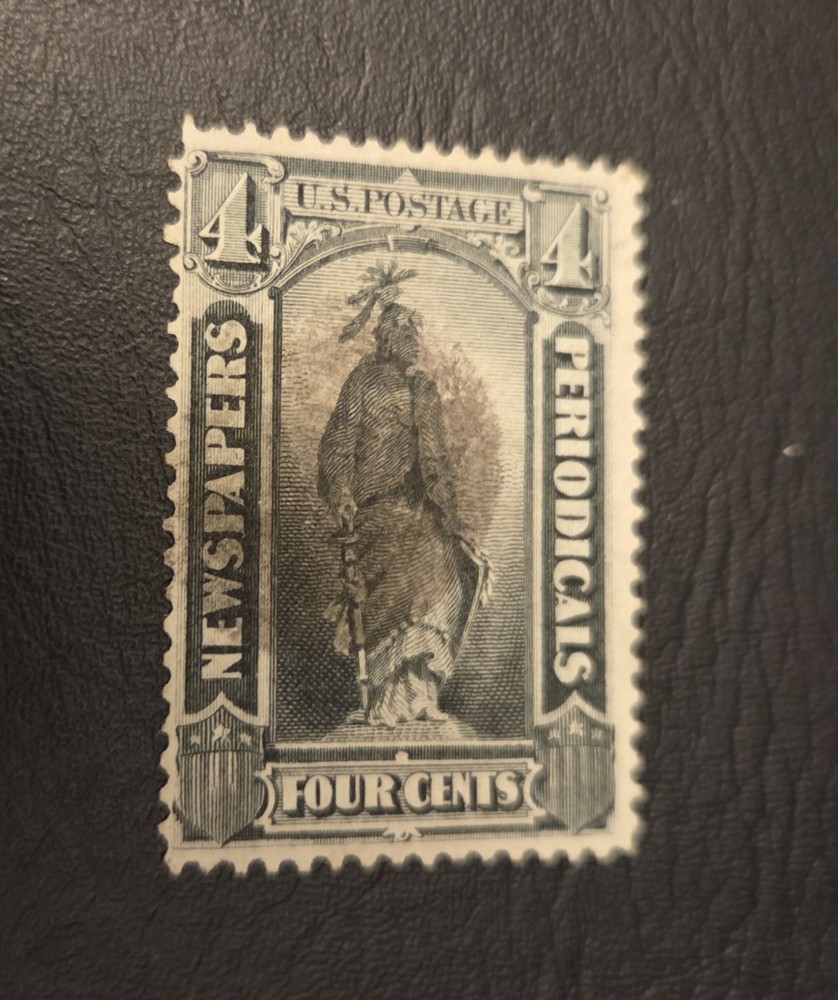 4 U.S.POSTAGE 4
NEWSPAPERS
PERIODICALS
FOUR CENTS